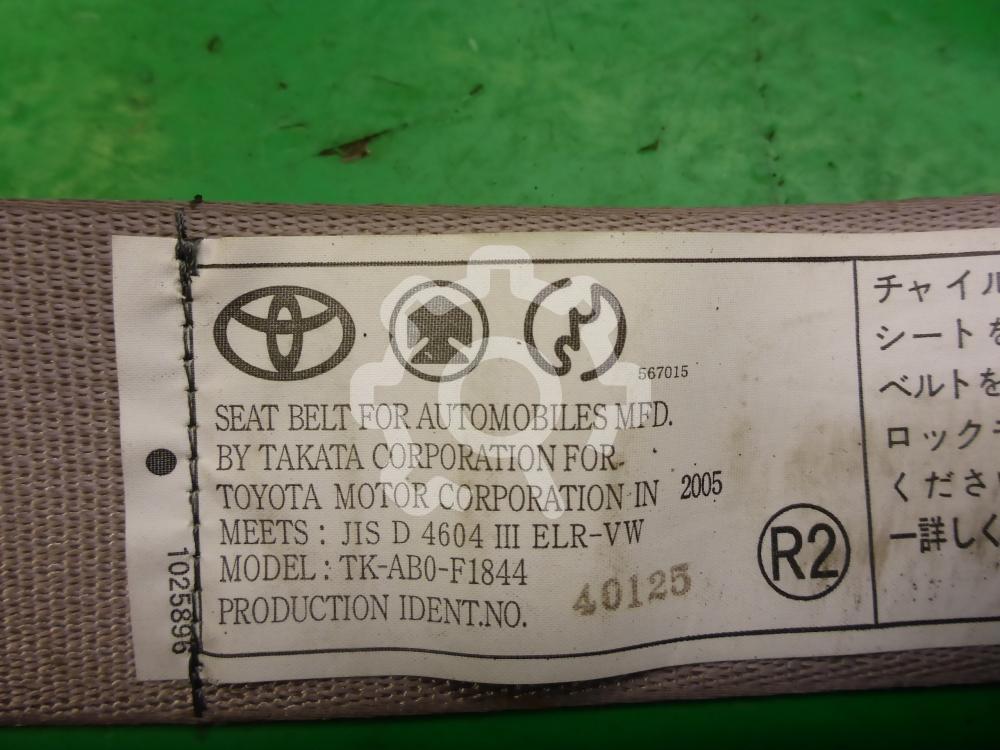 567015
SEAT BELT FOR AUTOMOBILES MFD.
BY TAKATA CORPORATION FOR
TOYOTA MOTOR CORPORATION IN 2005
MEETS : JIS D 4604 III ELR-VW
MODEL : TK-AB0-F1844
PRODUCTION IDENT.NO. 40125
R2
1025896
チャイル
シートを
ベルトを
ロック
くださ
ー詳しく